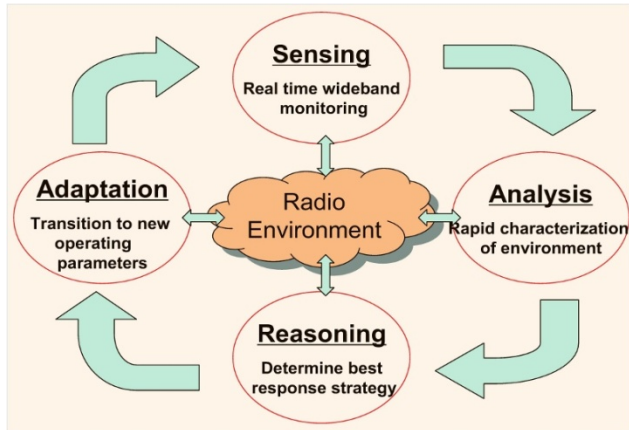 Sensing
Real time wideband
monitoring
Adaptation
Transition to new
operating
parameters
Radio
Environment
Analysis
Rapid characterization
of environment
Reasoning
Determine best
response strategy